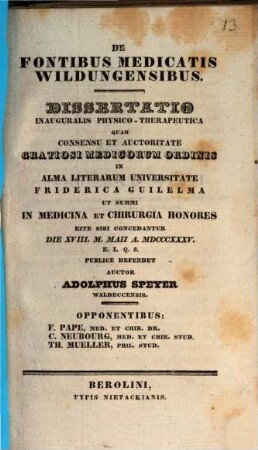 13
DE
FONTIBUS MEDICATIS
WILDUNGENSIBUS.
DISSERTATIO
INAUGURALIS PHYSICO-THERAPEUTICA
QUAM
CONSENSU ET AUCTORITATE
GRATIOSI MEDICORUM ORDINIS
IN
ALMA LITERARUM UNIVERSITATE
FRIDERICA GUILELMA
UT SUMMI
IN MEDICINA ET CHIRURGIA HONORES
RITE SIBI CONCEDANTUR
DIE XVIII. M. MAII A. MDCCCXXXV.
H. L. Q. S.
PUBLICE DEFENDET
AUCTOR
ADOLPHUS SPEYER
WALDECCENSIS.
OPPONENTIBUS:
F. PAPE, MED. ET CHIR. DR.
C. NEUBOURG, MED. ET CHIR. STUD.
TH. MUELLER, PHIL. STUD.
BEROLINI,
TYPIS NIETACKIANIS.